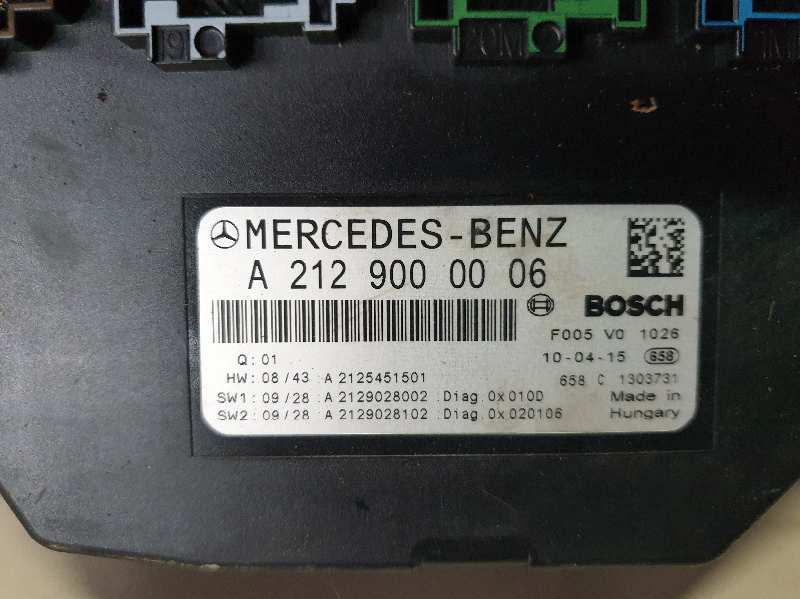 MERCEDES-BENZ
A 212 900 00 06
BOSCH
F005 V0 1026
Q: 01
10-04-15 658
HW: 08/43 :A 2125451501
658 C 1303731
SW1: 09/28 :A 2129028002 :Diag.0x010D
Made in
SW2: 09/28 :A 2129028102 :Diag.0x020106
Hungary